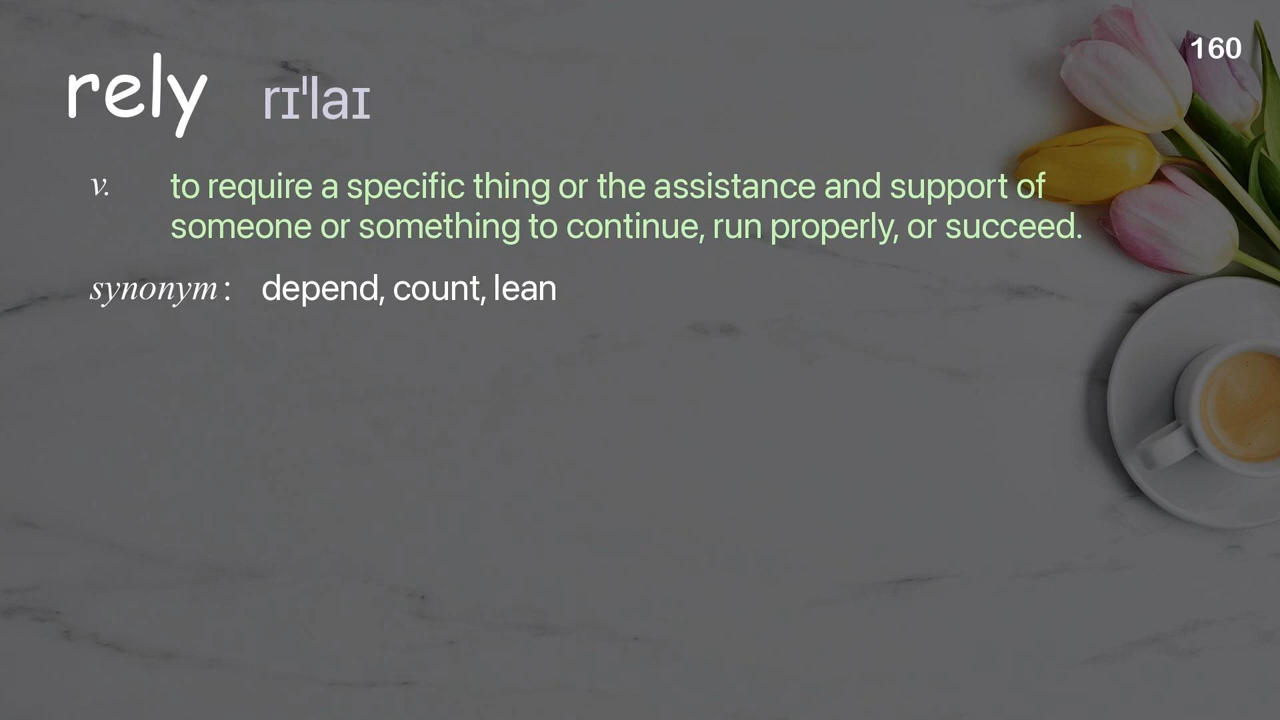 160
rely rɪˈlaɪ
v. to require a specific thing or the assistance and support of
someone or something to continue, run properly, or succeed.
synonym : depend, count, lean